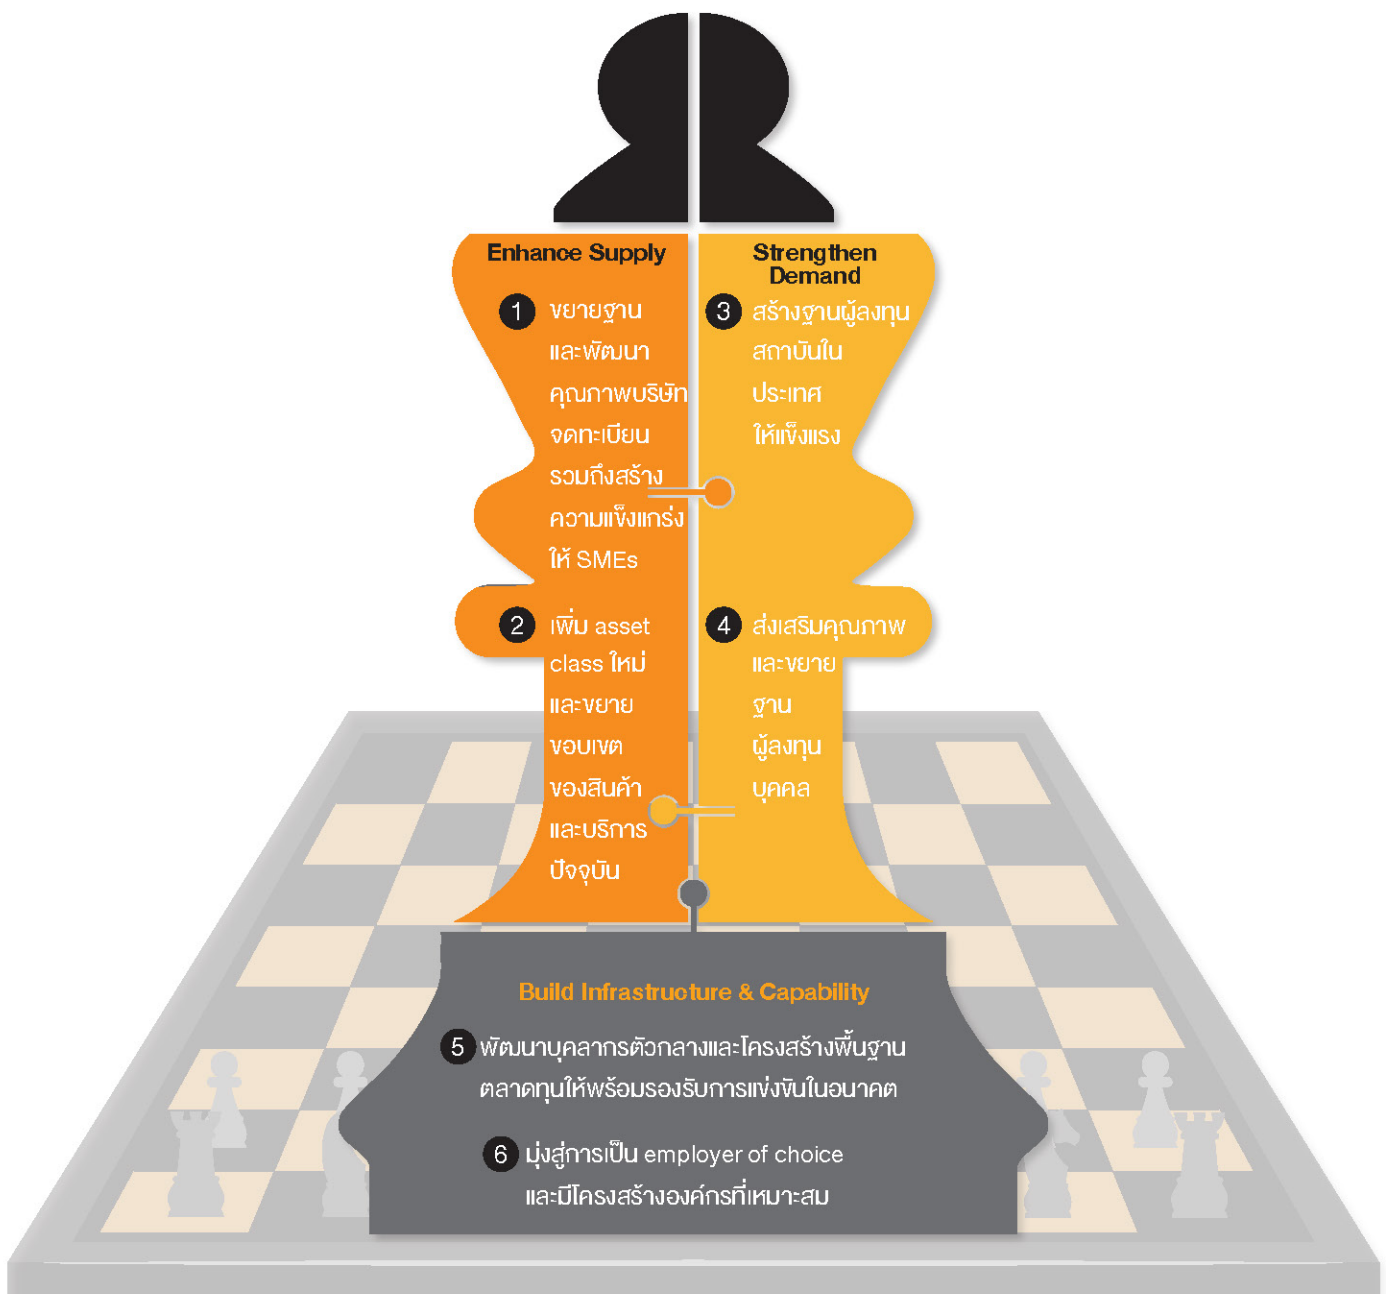 Enhance Supply
1 ขยายฐาน
และพัฒนา
คุณภาพบริษัท
จดทะเบียน
รวมถึงสร้าง
ความแข็งแกร่ง
ให้ SMEs
2 เพิ่ม asset
class ใหม่
และขยาย
ขอบเขต
ของสินค้า
และบริการ
ปัจจุบัน
Strengthen
Demand
3 สร้างฐานผู้ลงทุน
สถาบันใน
ประเทศ
ให้แข็งแรง
4 ส่งเสริมคุณภาพ
และขยาย
ฐาน
ผู้ลงทุน
บุคคล
Build Infrastructure & Capability
5 พัฒนาบุคลากรตัวกลางและโครงสร้างพื้นฐาน
ตลาดทุนให้พร้อมรองรับการแข่งขันในอนาคต
6 มุ่งสู่การเป็น employer of choice
และมีโครงสร้างองค์กรที่เหมาะสม